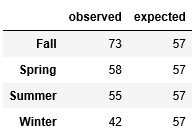 observed expected
Fall 73 57
Spring 58 57
Summer 55 57
Winter 42 57